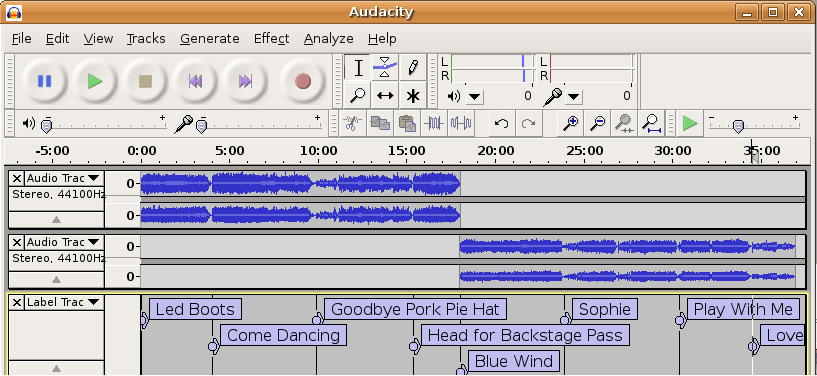 Audacity
File Edit View Tracks Generate Effect Analyze Help
L L
R R
0 0
- + - + - +
-5:00 0:00 5:00 10:00 15:00 20:00 25:00 30:00 35:00
Audio Trac
Stereo, 44100Hz
0-
0-
Audio Trac
Stereo, 44100Hz
0-
0-
Label Trac
Led Boots Goodbye Pork Pie Hat Sophie Play With Me
Come Dancing Head for Backstage Pass Love
Blue Wind